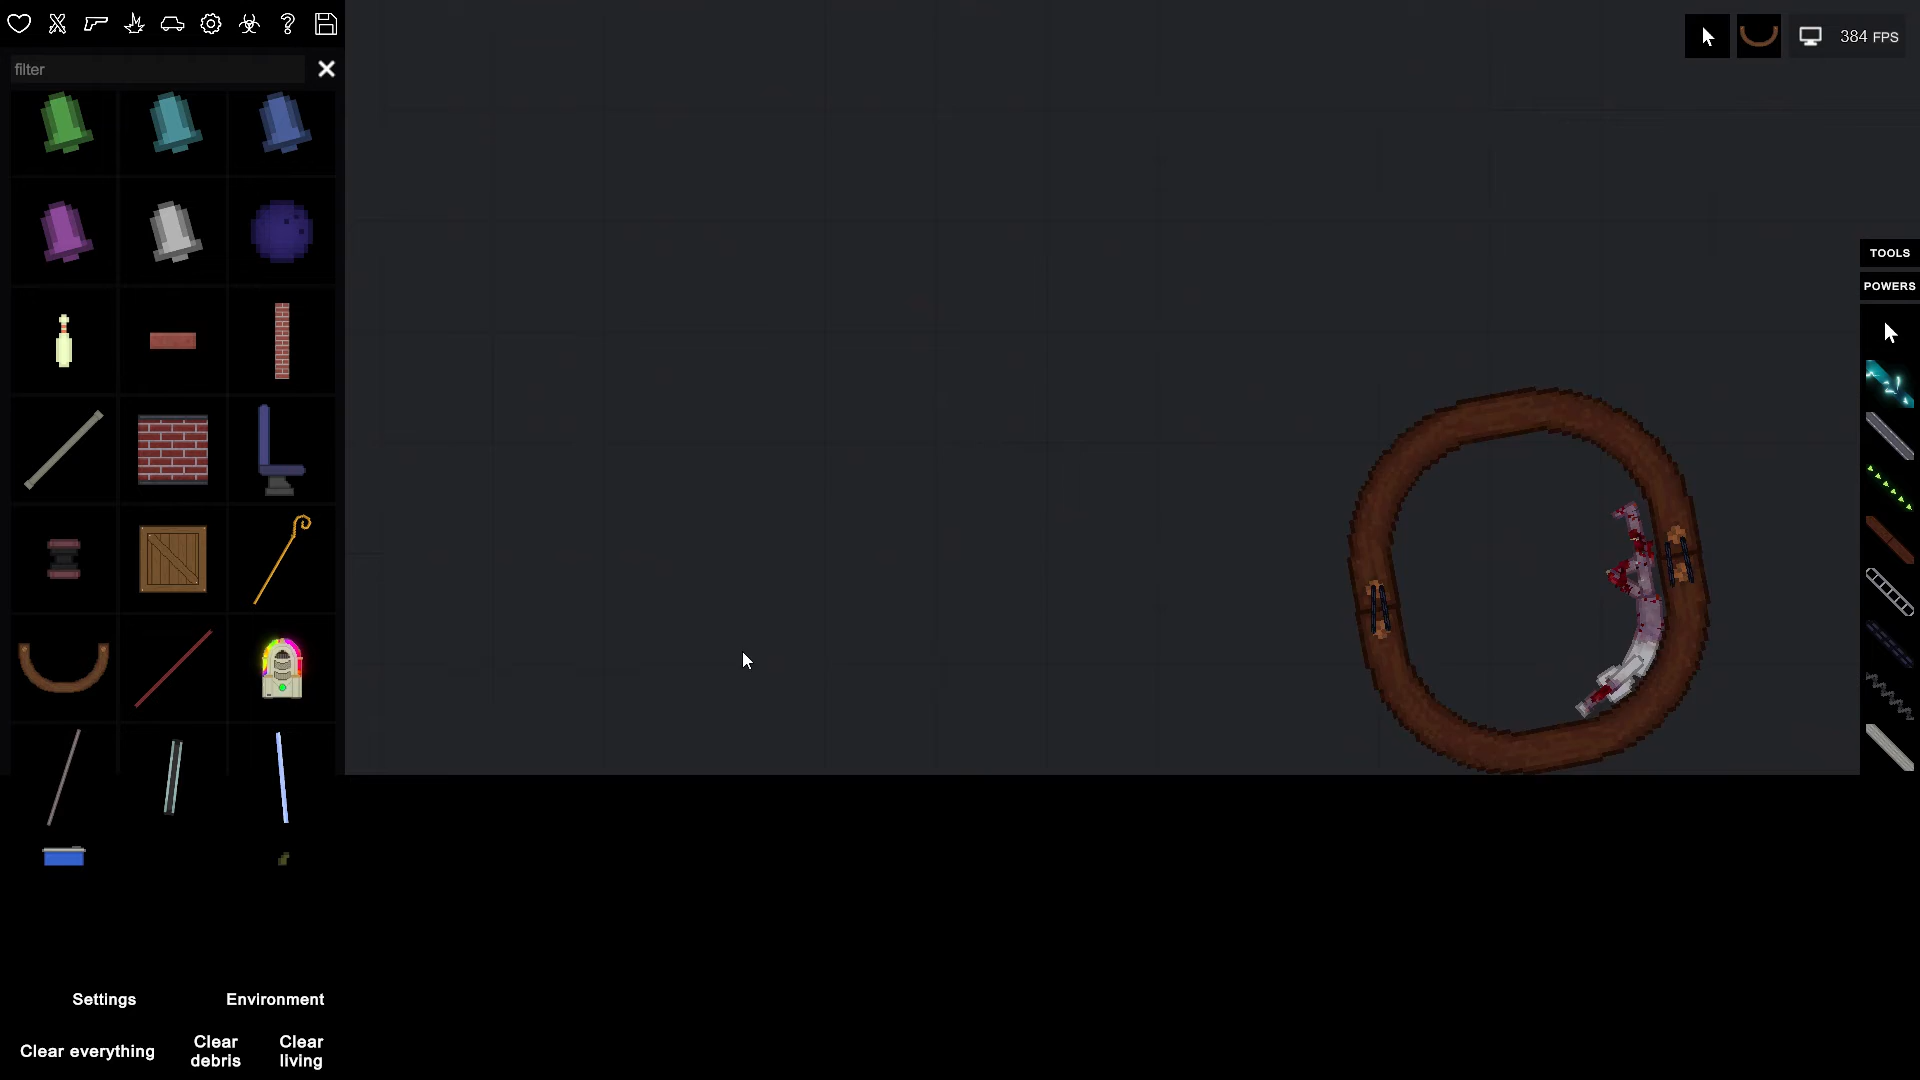 384 FPS
filter
TOOLS
POWERS
Settings
Environment
Clear everything
Clear
debris
Clear
living